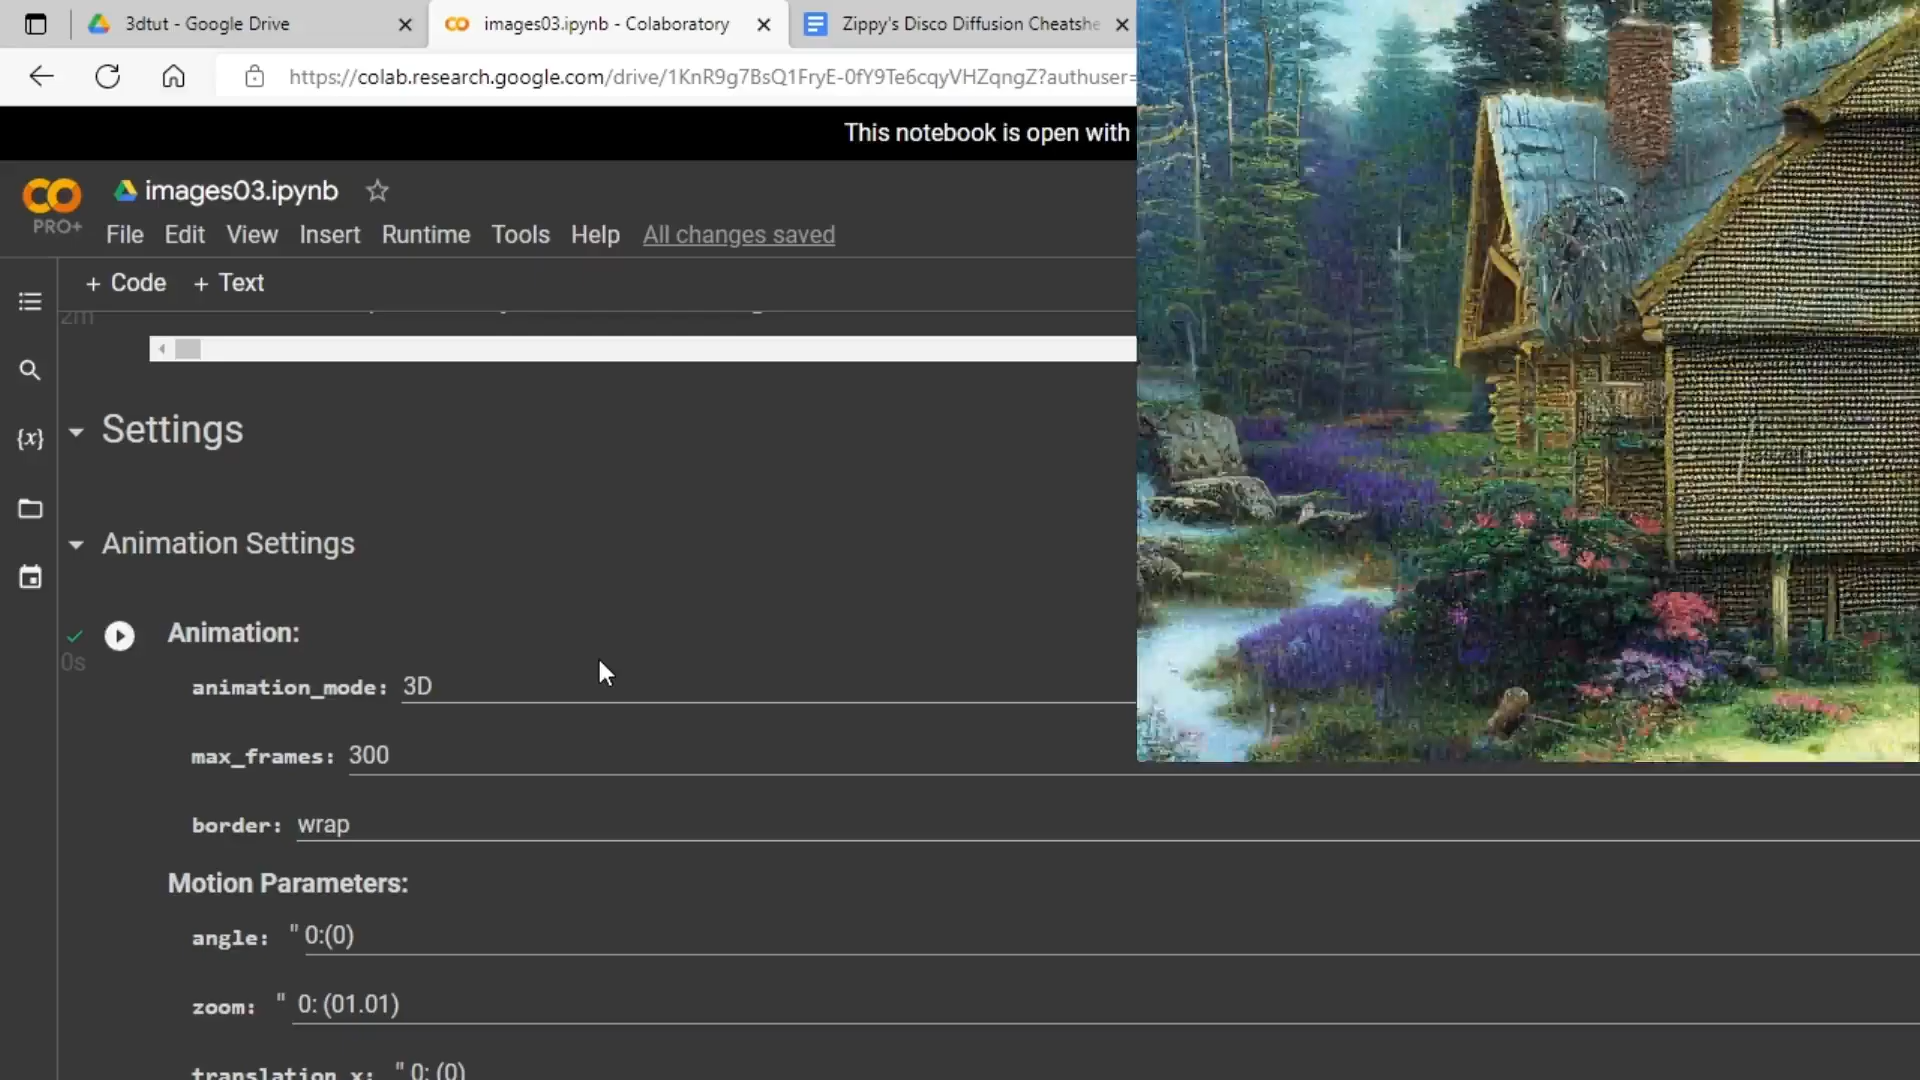 3dtut - Google Drive
images03.ipynb - Colaboratory
Zippy's Disco Diffusion Cheatshe
https://colab.research.google.com/drive/1KnR9g7BsQ1FryE-0fY9Te6cqyVHZqngZ?authuser=
This notebook is open with
PRO+
images03.ipynb
File Edit View Insert Runtime Tools Help All changes saved
+ Code + Text
2m
{x}
Settings
Animation Settings
Animation:
0s
animation_mode: 3D
max_frames: 300
border: wrap
Motion Parameters:
angle: " 0:(0)
zoom: " 0: (01.01)
translation_x: " 0: (0)